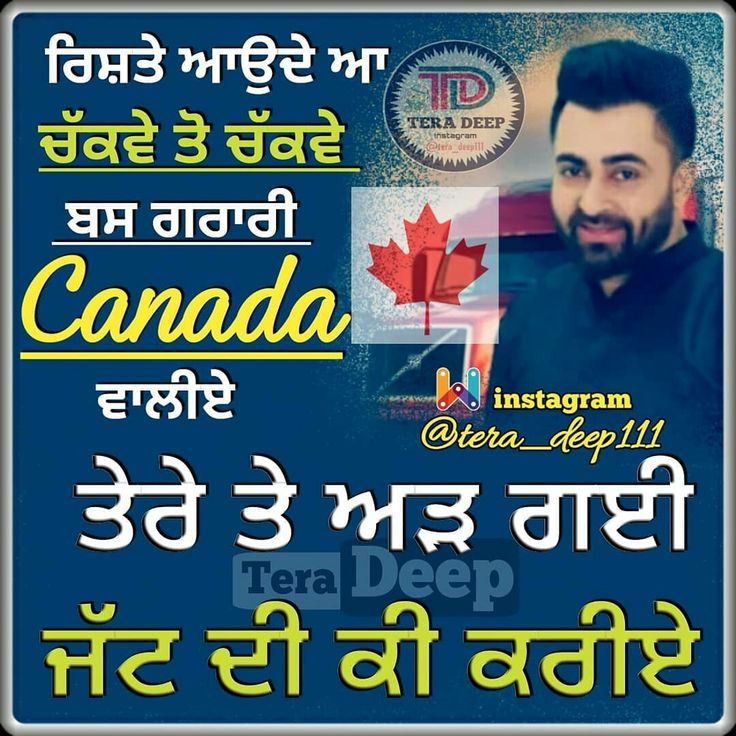 ਰਿਸ਼ਤੇ ਆਉਦੇ ਆ
ਚੱਕਵੇ ਤੋ ਚੱਕਵੇ
ਬਸ ਗਰਾਰੀ
Canada
ਵਾਲੀਏ
TD
TERA DEEP
instagram
@tera_deep111
instagram
@tera_deep111
ਤੇਰੇ ਤੇ ਅੜ ਗਈ
Tera Deep
ਜੱਟ ਦੀ ਕੀ ਕਰੀਏ